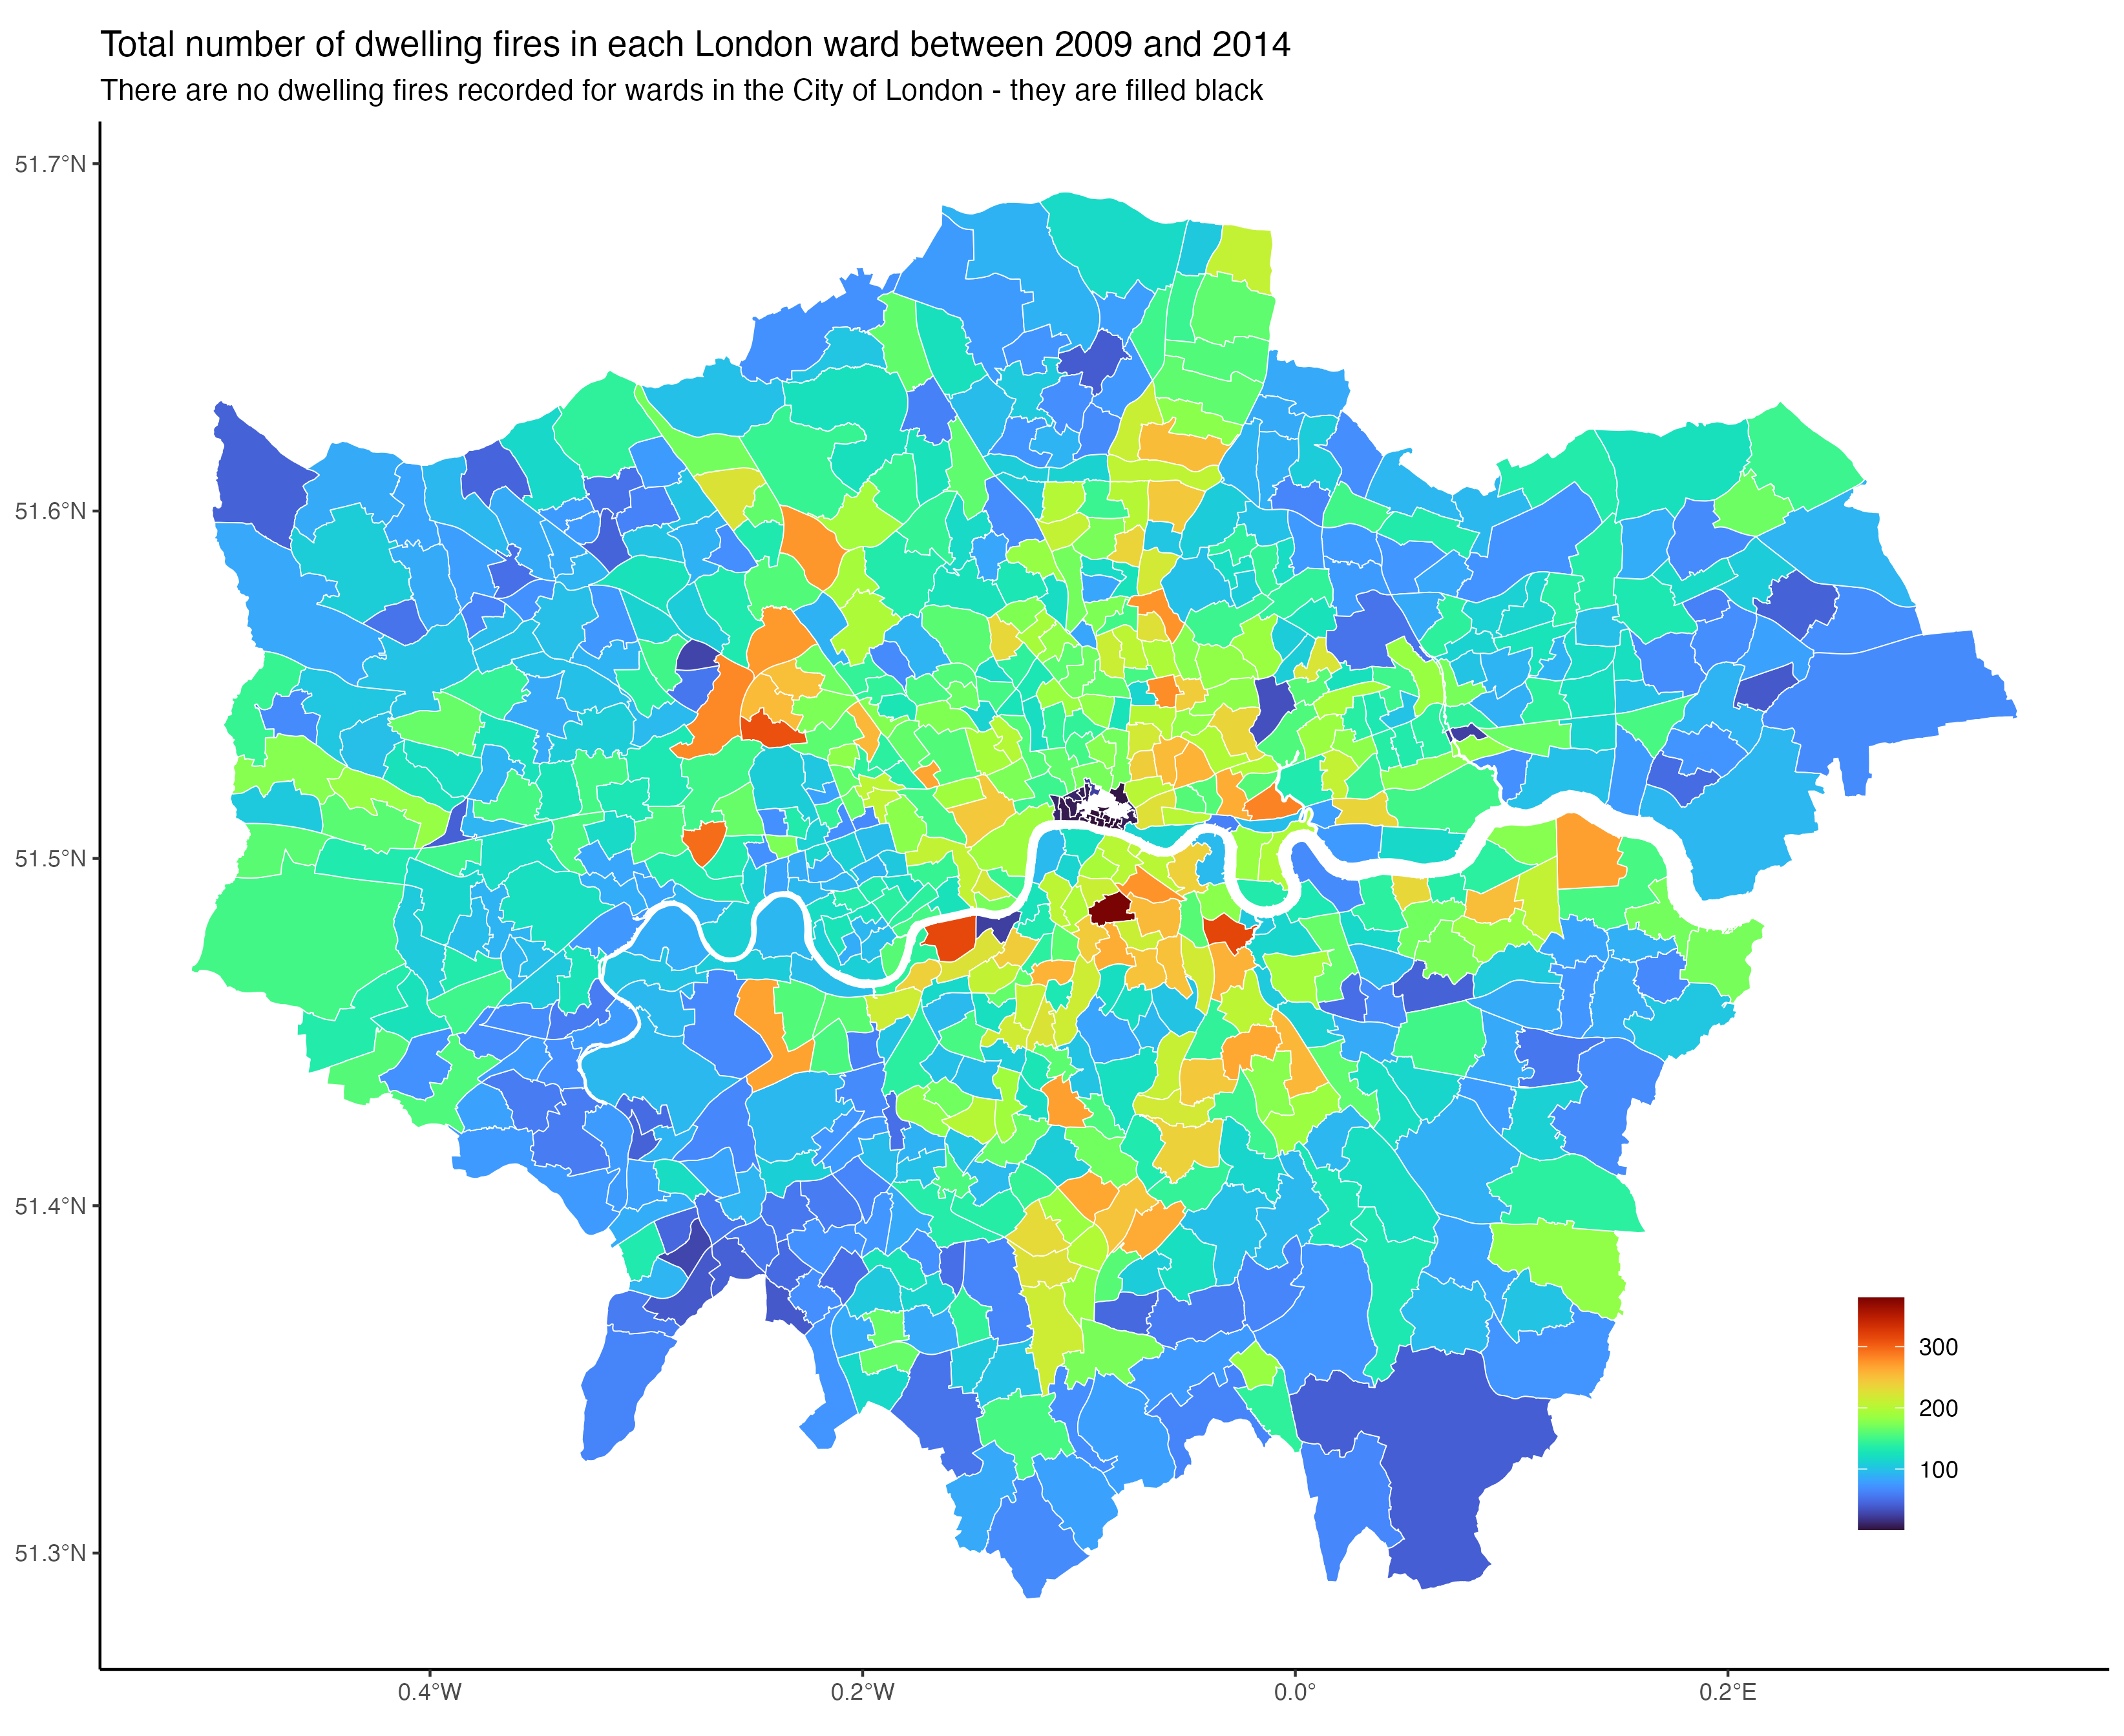 Total number of dwelling fires in each London ward between 2009 and 2014
There are no dwelling fires recorded for wards in the City of London - they are filled black
51.7°N
51.6°N
51.5°N
51.4°N
51.3°N
300
200
100
0.4°W
0.2°W
0.0°
0.2°E